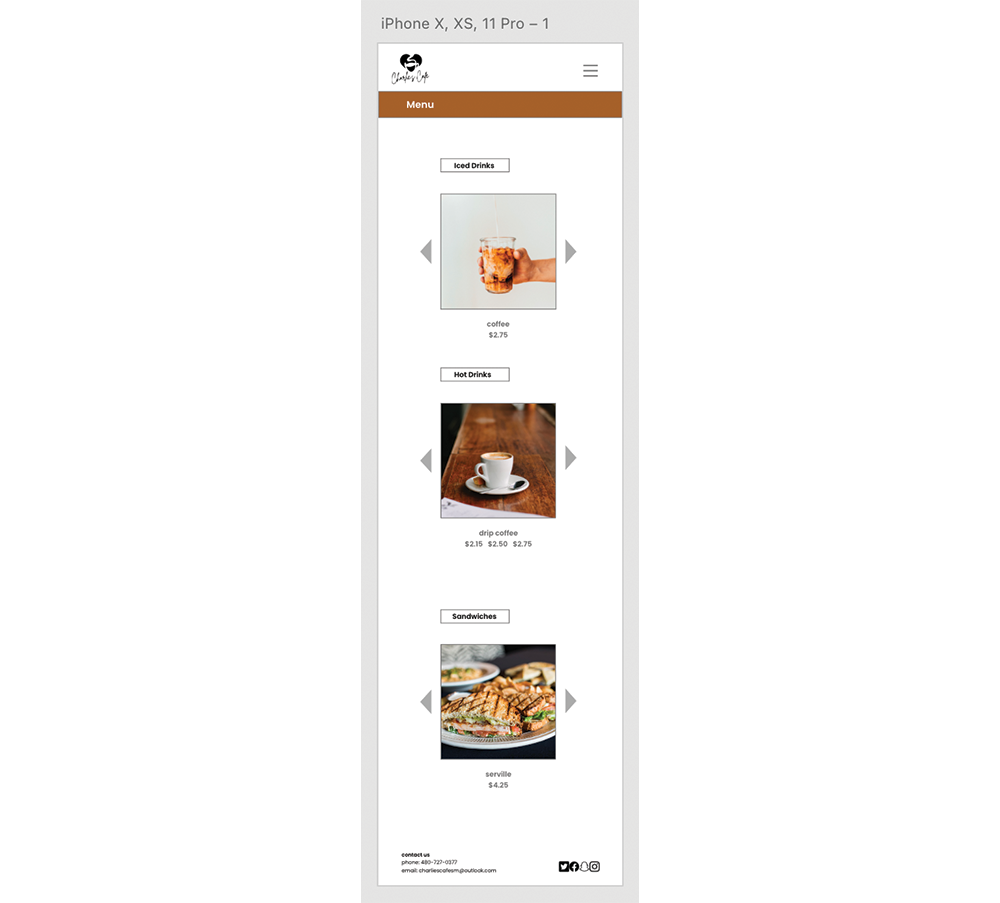 iPhone X, XS, 11 Pro – 1
Charlie's Café
Menu
Iced Drinks
coffee
$2.75
Hot Drinks
drip coffee
$2.15 $2.50 $2.75
Sandwiches
serville
$4.25
contact us
phone: 480-727-0377
email: charliescafesm@outlook.com